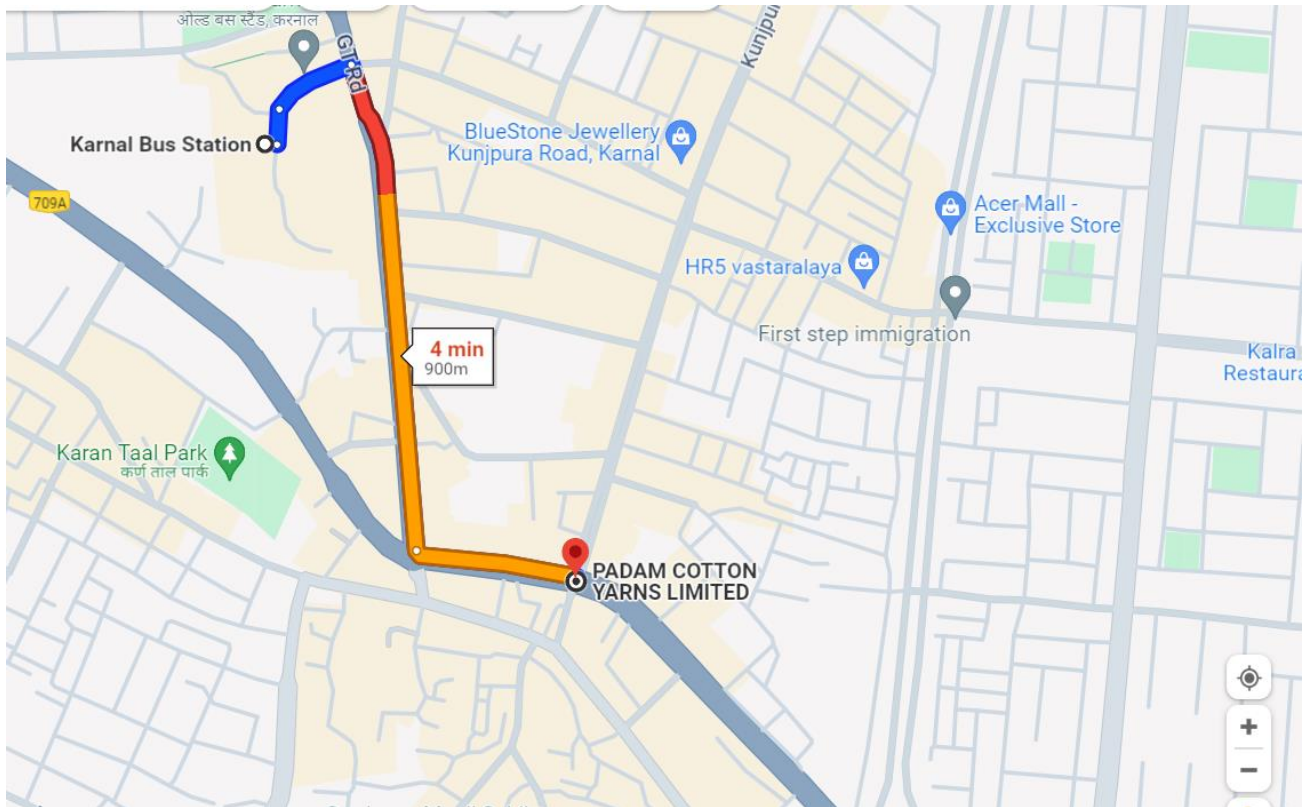 ओल्ड बस स्टैंड, करनाल
GT Rd
Kunjpu
Karnal Bus Station
BlueStone Jewellery
Kunjpura Road, Karnal
709A
Acer Mall -
Exclusive Store
HR5 vastaralaya
First step immigration
4 min
900m
Kalra
Restaura
Karan Taal Park
कर्ण ताल पार्क
PADAM COTTON
YARNS LIMITED
+
−